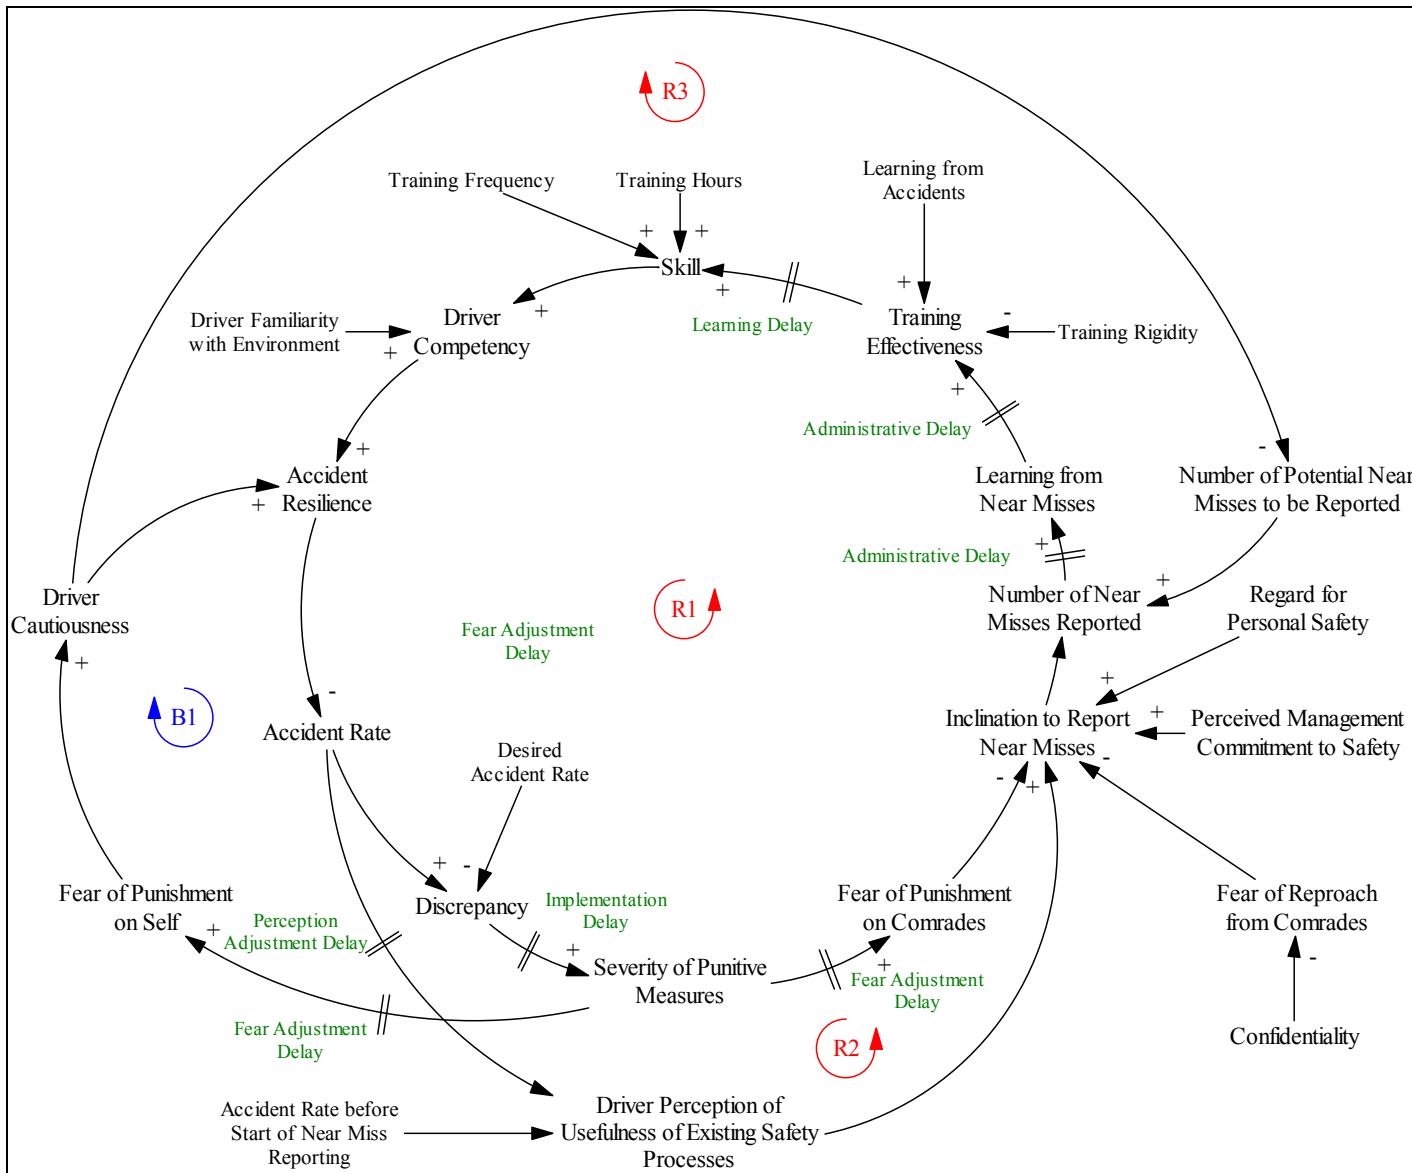 R3
Training Frequency
Training Hours
Learning from
Accidents
+
+
+
Skill
+
+
Learning Delay
+
-
Training
Effectiveness
Training Rigidity
Driver Familiarity
with Environment
+
Driver
Competency
+
Administrative Delay
+
Accident
Resilience
+
Learning from
Near Misses
-
Number of Potential Near
Misses to be Reported
Administrative Delay
+
+
Number of Near
Misses Reported
Regard for
Personal Safety
Driver
Cautiousness
+
R1
Fear Adjustment
Delay
B1
-
Accident Rate
+
Inclination to Report
Near Misses
+
Perceived Management
Commitment to Safety
-
-
+
Desired
Accident Rate
+
-
Discrepancy
Implementation
Delay
+
Fear of Punishment
on Self
+
Perception
Adjustment Delay
Severity of Punitive
Measures
Fear of Punishment
on Comrades
+
Fear Adjustment
Delay
Fear of Reproach
from Comrades
-
Confidentiality
Fear Adjustment
Delay
R2
Accident Rate before
Start of Near Miss
Reporting
Driver Perception of
Usefulness of Existing Safety
Processes